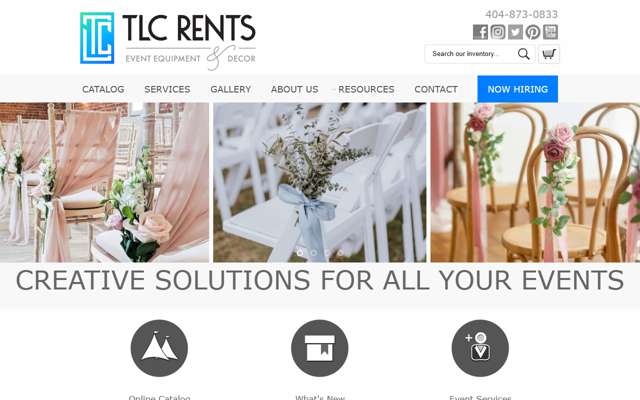 404-873-0833
TLC RENTS
EVENT EQUIPMENT & DECOR
Search our Inventory...
CATALOG SERVICES GALLERY ABOUT US RESOURCES CONTACT NOW HIRING
CREATIVE SOLUTIONS FOR ALL YOUR EVENTS
Online Catalog What's New Event Services